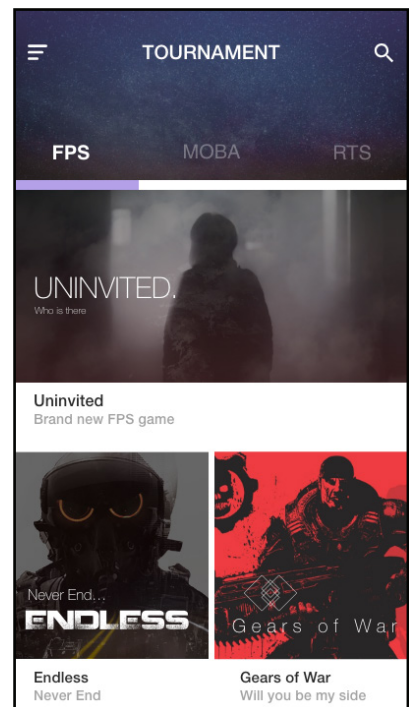 TOURNAMENT
FPS MOBA RTS
UNINVITED.
Who is there
Uninvited
Brand new FPS game
Never End...
ENDLESS
Gears of War
Endless
Never End
Gears of War
Will you be my side